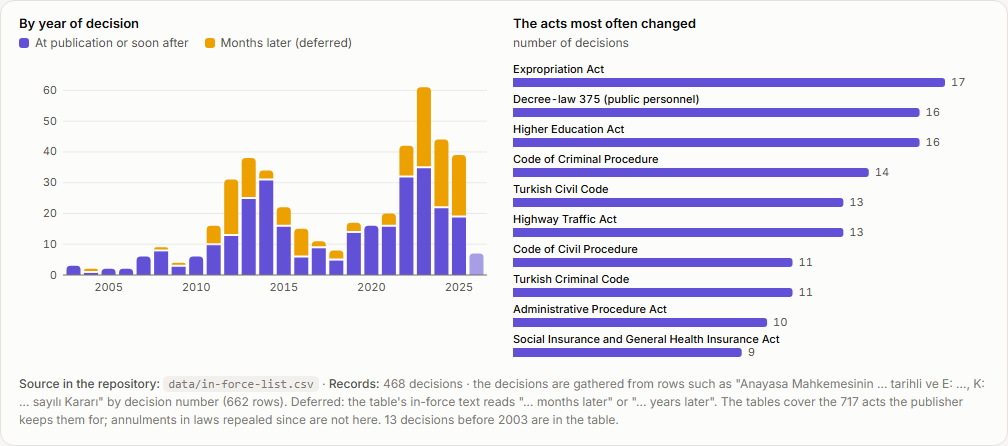 By year of decision
At publication or soon after
Months later (deferred)
60
50
40
30
20
10
0
2005
2010
2015
2020
2025
The acts most often changed
number of decisions
Expropriation Act
17
Decree-law 375 (public personnel)
16
Higher Education Act
16
Code of Criminal Procedure
14
Turkish Civil Code
13
Highway Traffic Act
13
Code of Civil Procedure
11
Turkish Criminal Code
11
Administrative Procedure Act
10
Social Insurance and General Health Insurance Act
9
Source in the repository: data/in-force-list.csv · Records: 468 decisions · the decisions are gathered from rows such as "Anayasa Mahkemesinin ... tarihli ve E: ..., K:
... sayılı Kararı" by decision number (662 rows). Deferred: the table's in-force text reads "... months later" or "... years later". The tables cover the 717 acts the publisher
keeps them for; annulments in laws repealed since are not here. 13 decisions before 2003 are in the table.